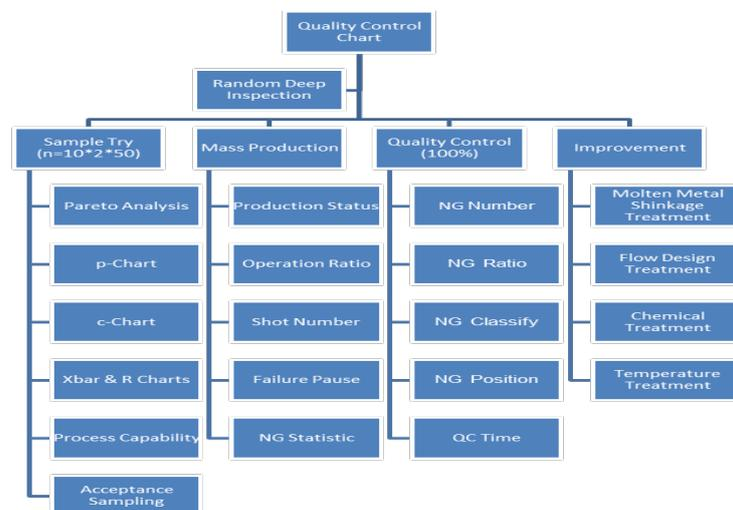 Quality Control
Chart
Random Deep
Inspection
Sample Try
(n=10*2*50)
Mass Production
Quality Control
(100%)
Improvement
Pareto Analysis
p-Chart
c-Chart
Xbar & R Charts
Process Capability
Acceptance
Sampling
Production Status
Operation Ratio
Shot Number
Failure Pause
NG Statistic
NG Number
NG Ratio
NG Classify
NG Position
QC Time
Molten Metal
Shinkage
Treatment
Flow Design
Treatment
Chemical
Treatment
Temperature
Treatment